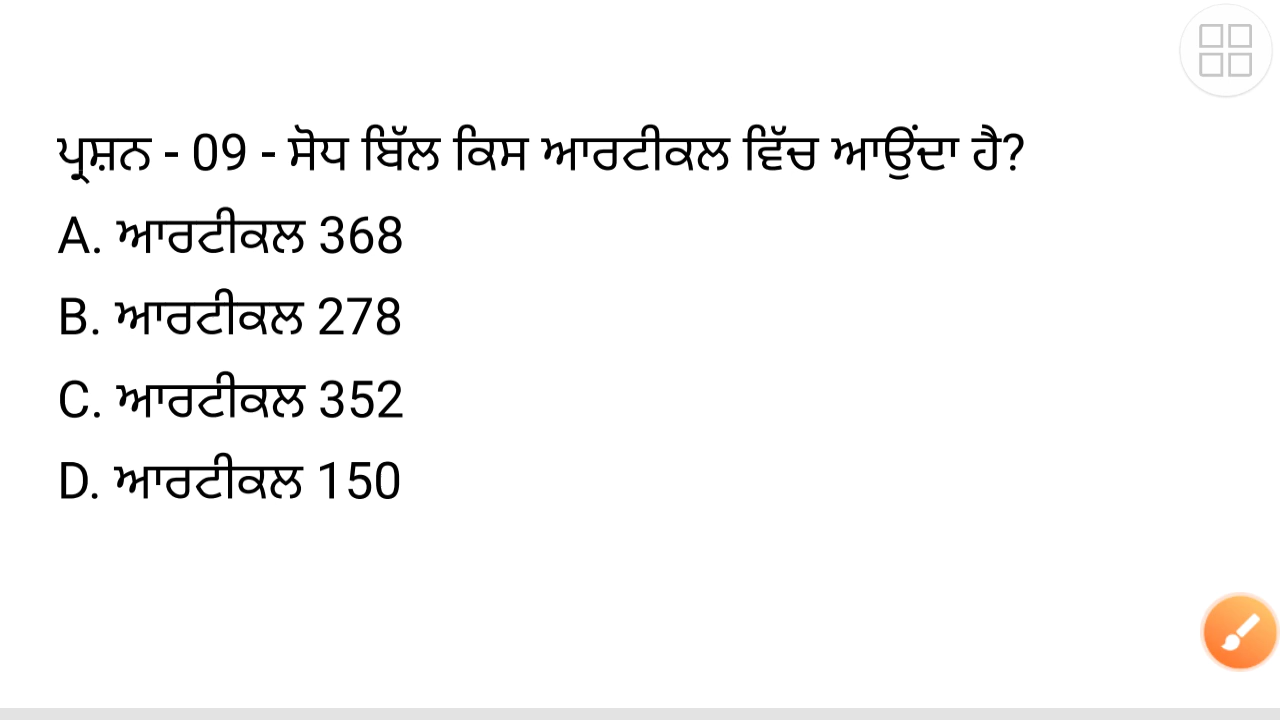 ਪ੍ਰਸ਼ਨ - 09 - ਸੋਧ ਬਿੱਲ ਕਿਸ ਆਰਟੀਕਲ ਵਿੱਚ ਆਉਂਦਾ ਹੈ?
A. ਆਰਟੀਕਲ 368
B. ਆਰਟੀਕਲ 278
C. ਆਰਟੀਕਲ 352
D. ਆਰਟੀਕਲ 150